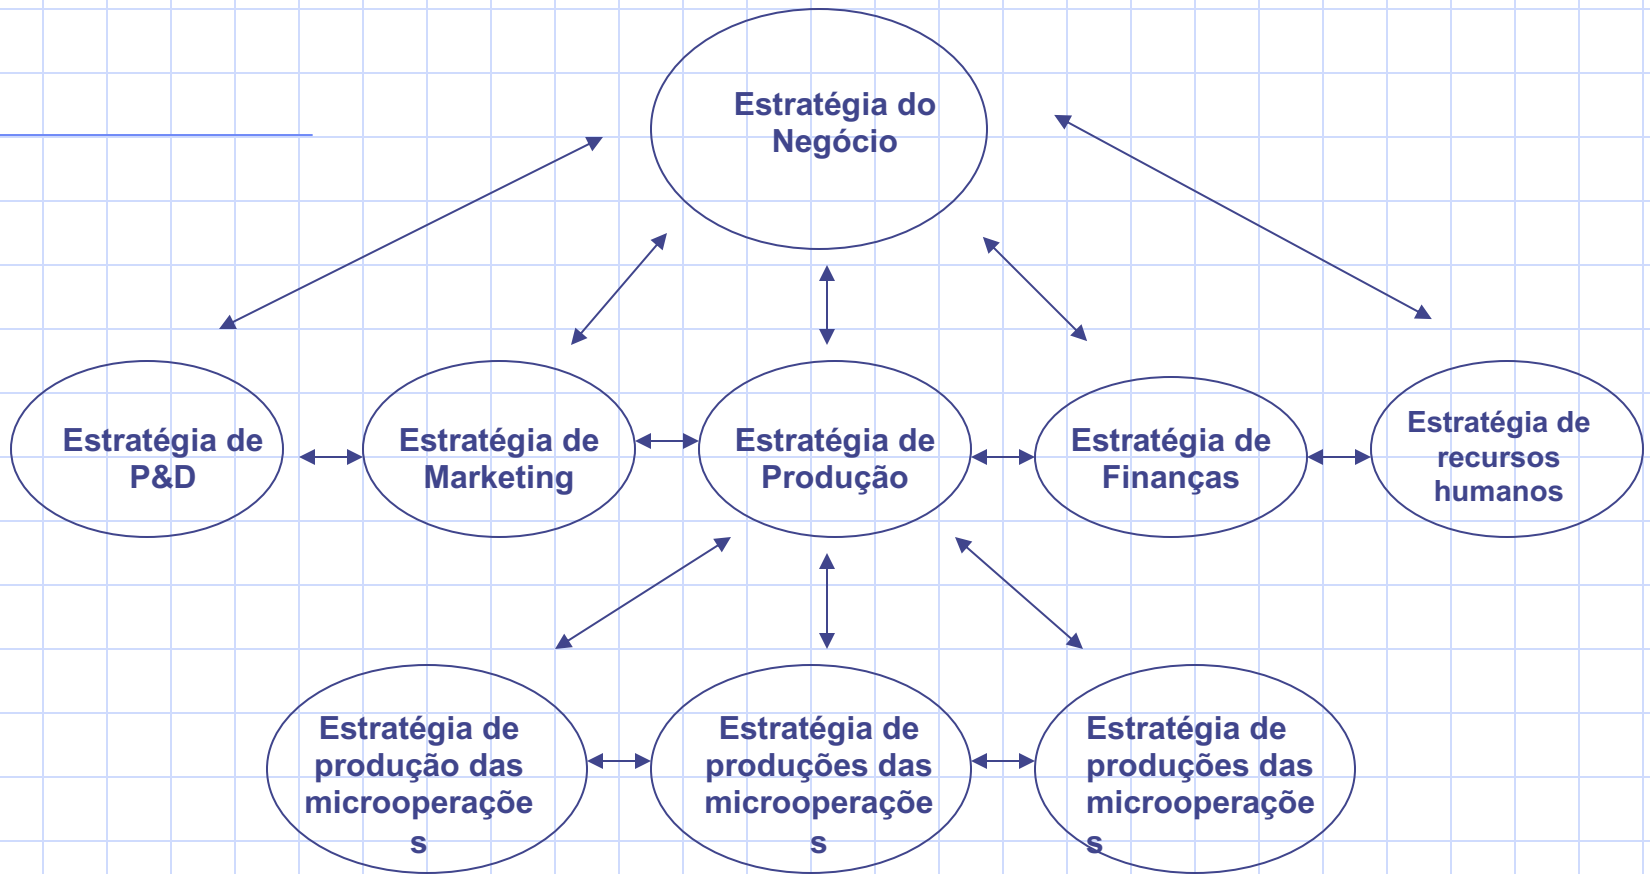 Estratégia do
Negócio
Estratégia de
P&D
Estratégia de
Marketing
Estratégia de
Produção
Estratégia de
Finanças
Estratégia de
recursos
humanos
Estratégia de
produção das
microoperaçõe
s
Estratégia de
produções das
microoperaçõe
s
Estratégia de
produções das
microoperaçõe
s